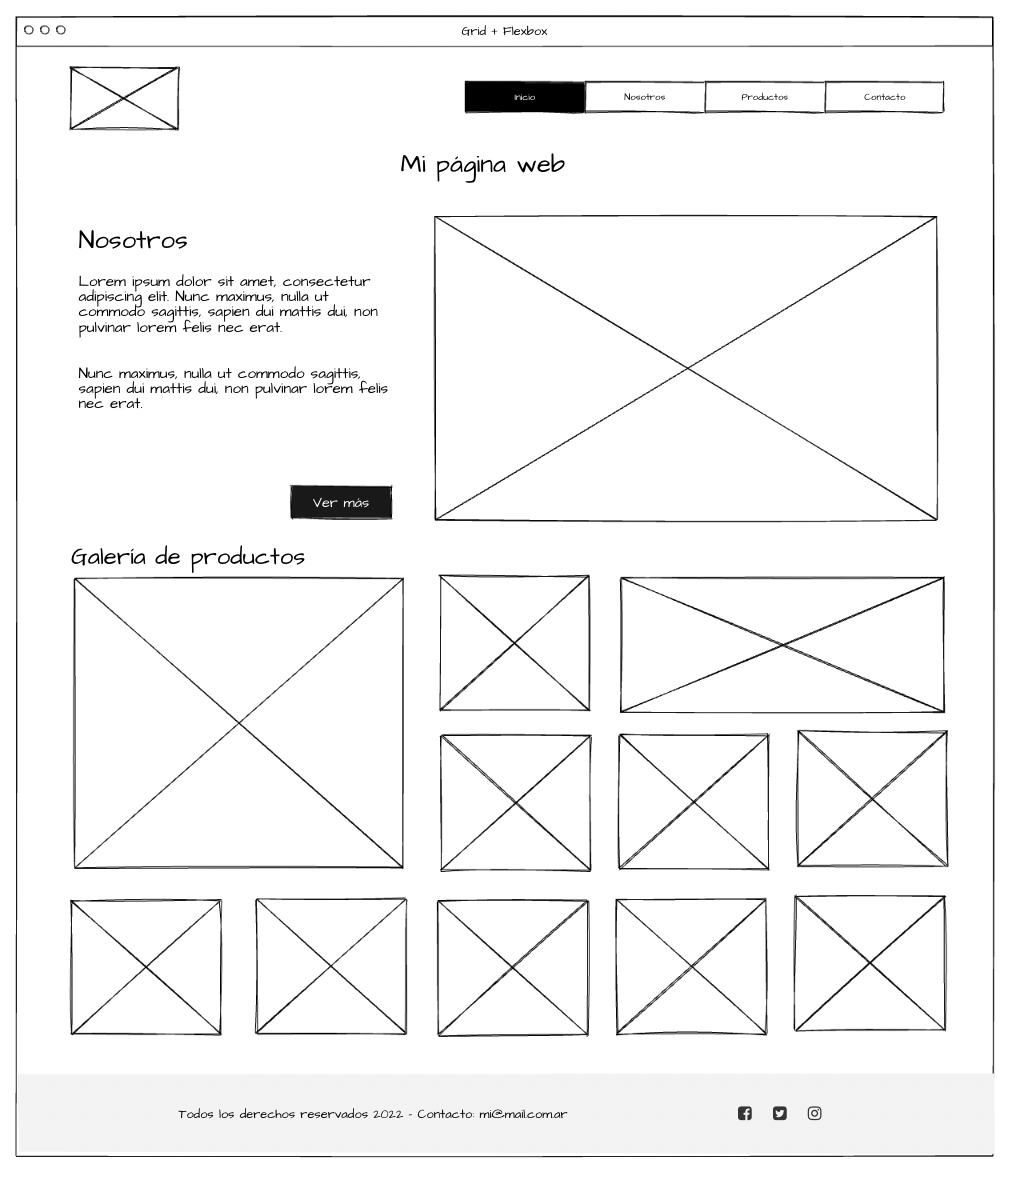 Grid + Flexbox
Inicio
Nosotros
Productos
Contacto
Mi página web
Nosotros
Lorem ipsum dolor sit amet, consectetur
adipiscing elit. Nunc maximus, nulla ut
commodo sagittis, sapien dui mattis dui, non
pulvinar lorem felis nec erat.
Nunc maximus, nulla ut commodo sagittis,
sapien dui mattis dui, non pulvinar lorem felis
nec erat.
Ver más
Galería de productos
Todos los derechos reservados 2022 - Contacto: mi@mail.com.ar